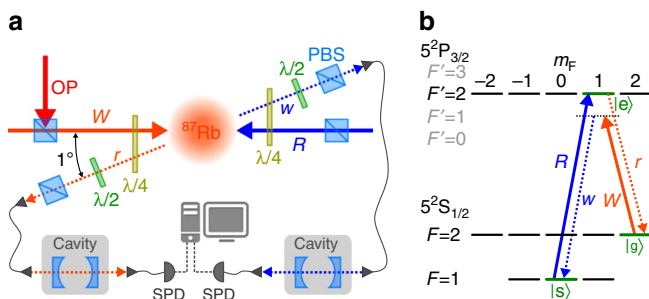 a
OP
W
1°
r
λ/2
λ/4
⁸⁷Rb
PBS
λ/2
w
R
λ/4
Cavity
SPD
SPD
Cavity
b
5²P₃/₂
F′=3
F′=2
F′=1
F′=0
m_F
−2 −1 0 1 2
|e⟩
R
w
W
r
5²S₁/₂
F=2
|g⟩
F=1
|s⟩